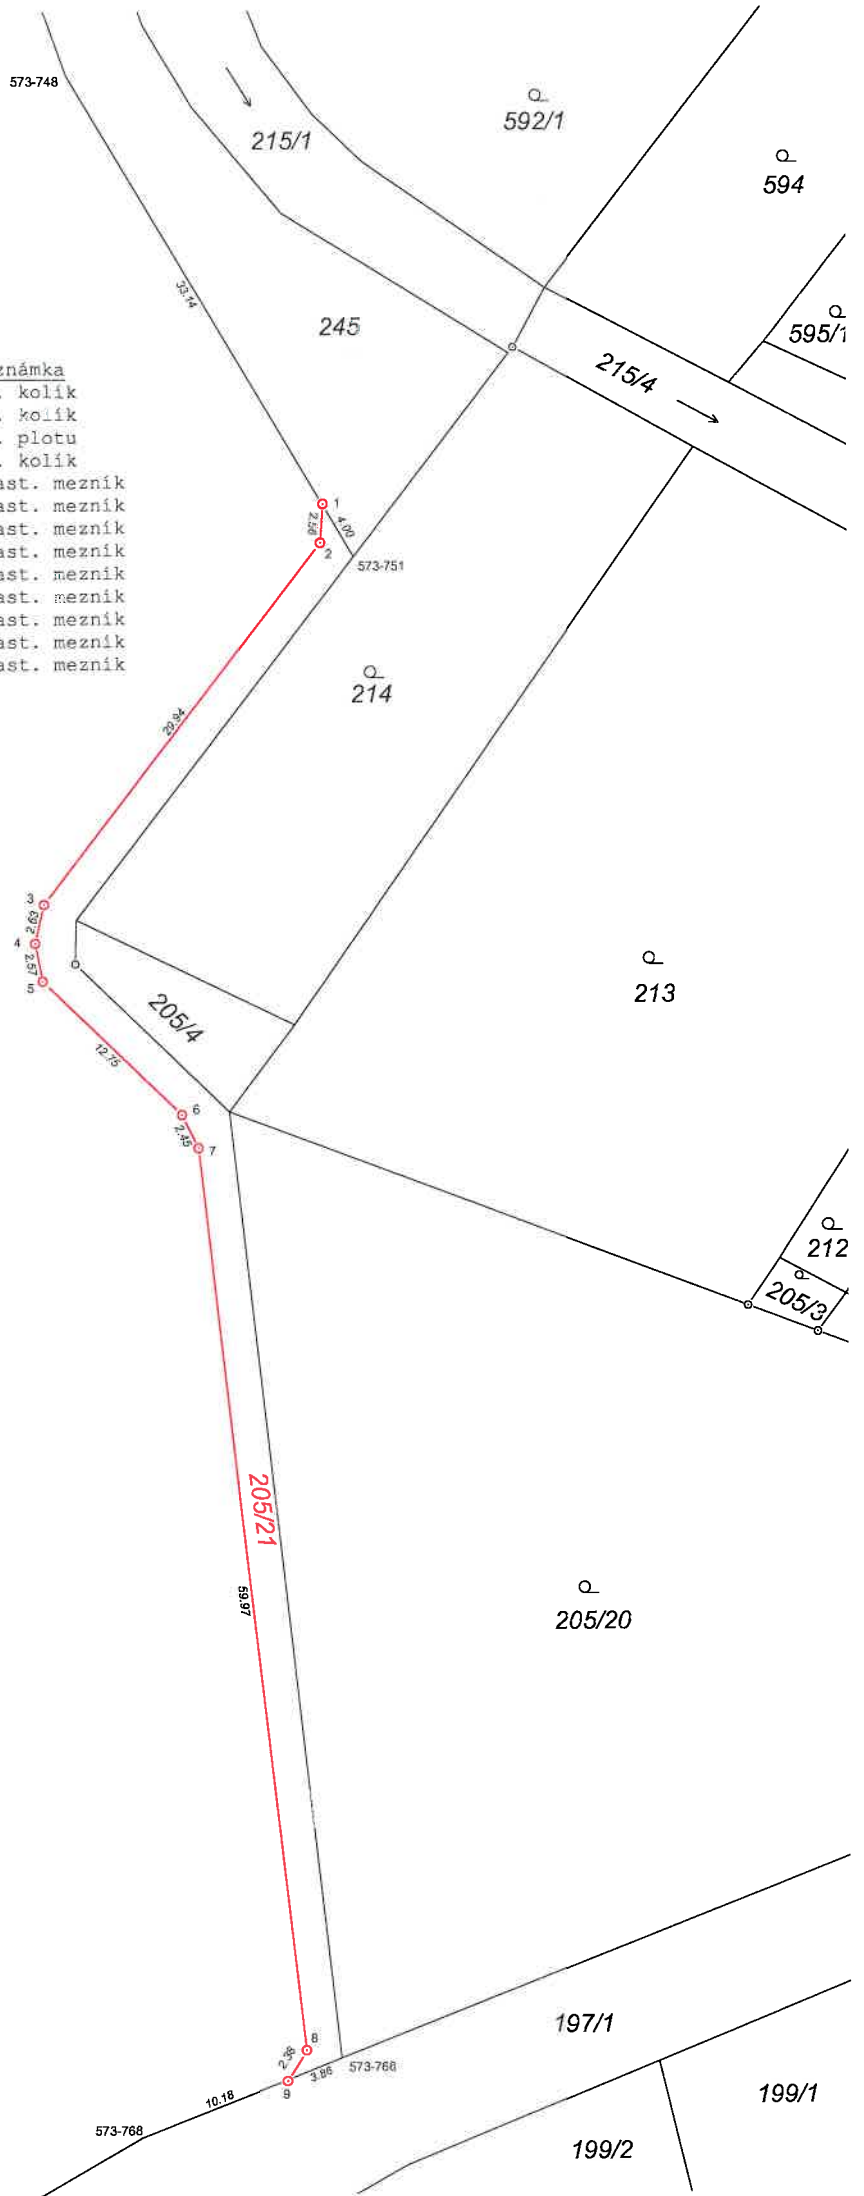 573-748
215/1
592/1
594
33.14
245
595/1
215/4
známka
. kolík
. kolík
. plotu
. kolík
ast. mezník
ast. mezník
ast. mezník
ast. mezník
ast. mezník
ast. mezník
ast. mezník
ast. mezník
ast. mezník
1
2.56
4.00
2
573-751
214
29.94
3
2.69
4
2.57
5
213
205/4
12.75
6
2.45
7
212
205/3
205/21
59.97
205/20
197/1
8
2.36
3.86
573-766
9
10.18
573-768
199/1
199/2